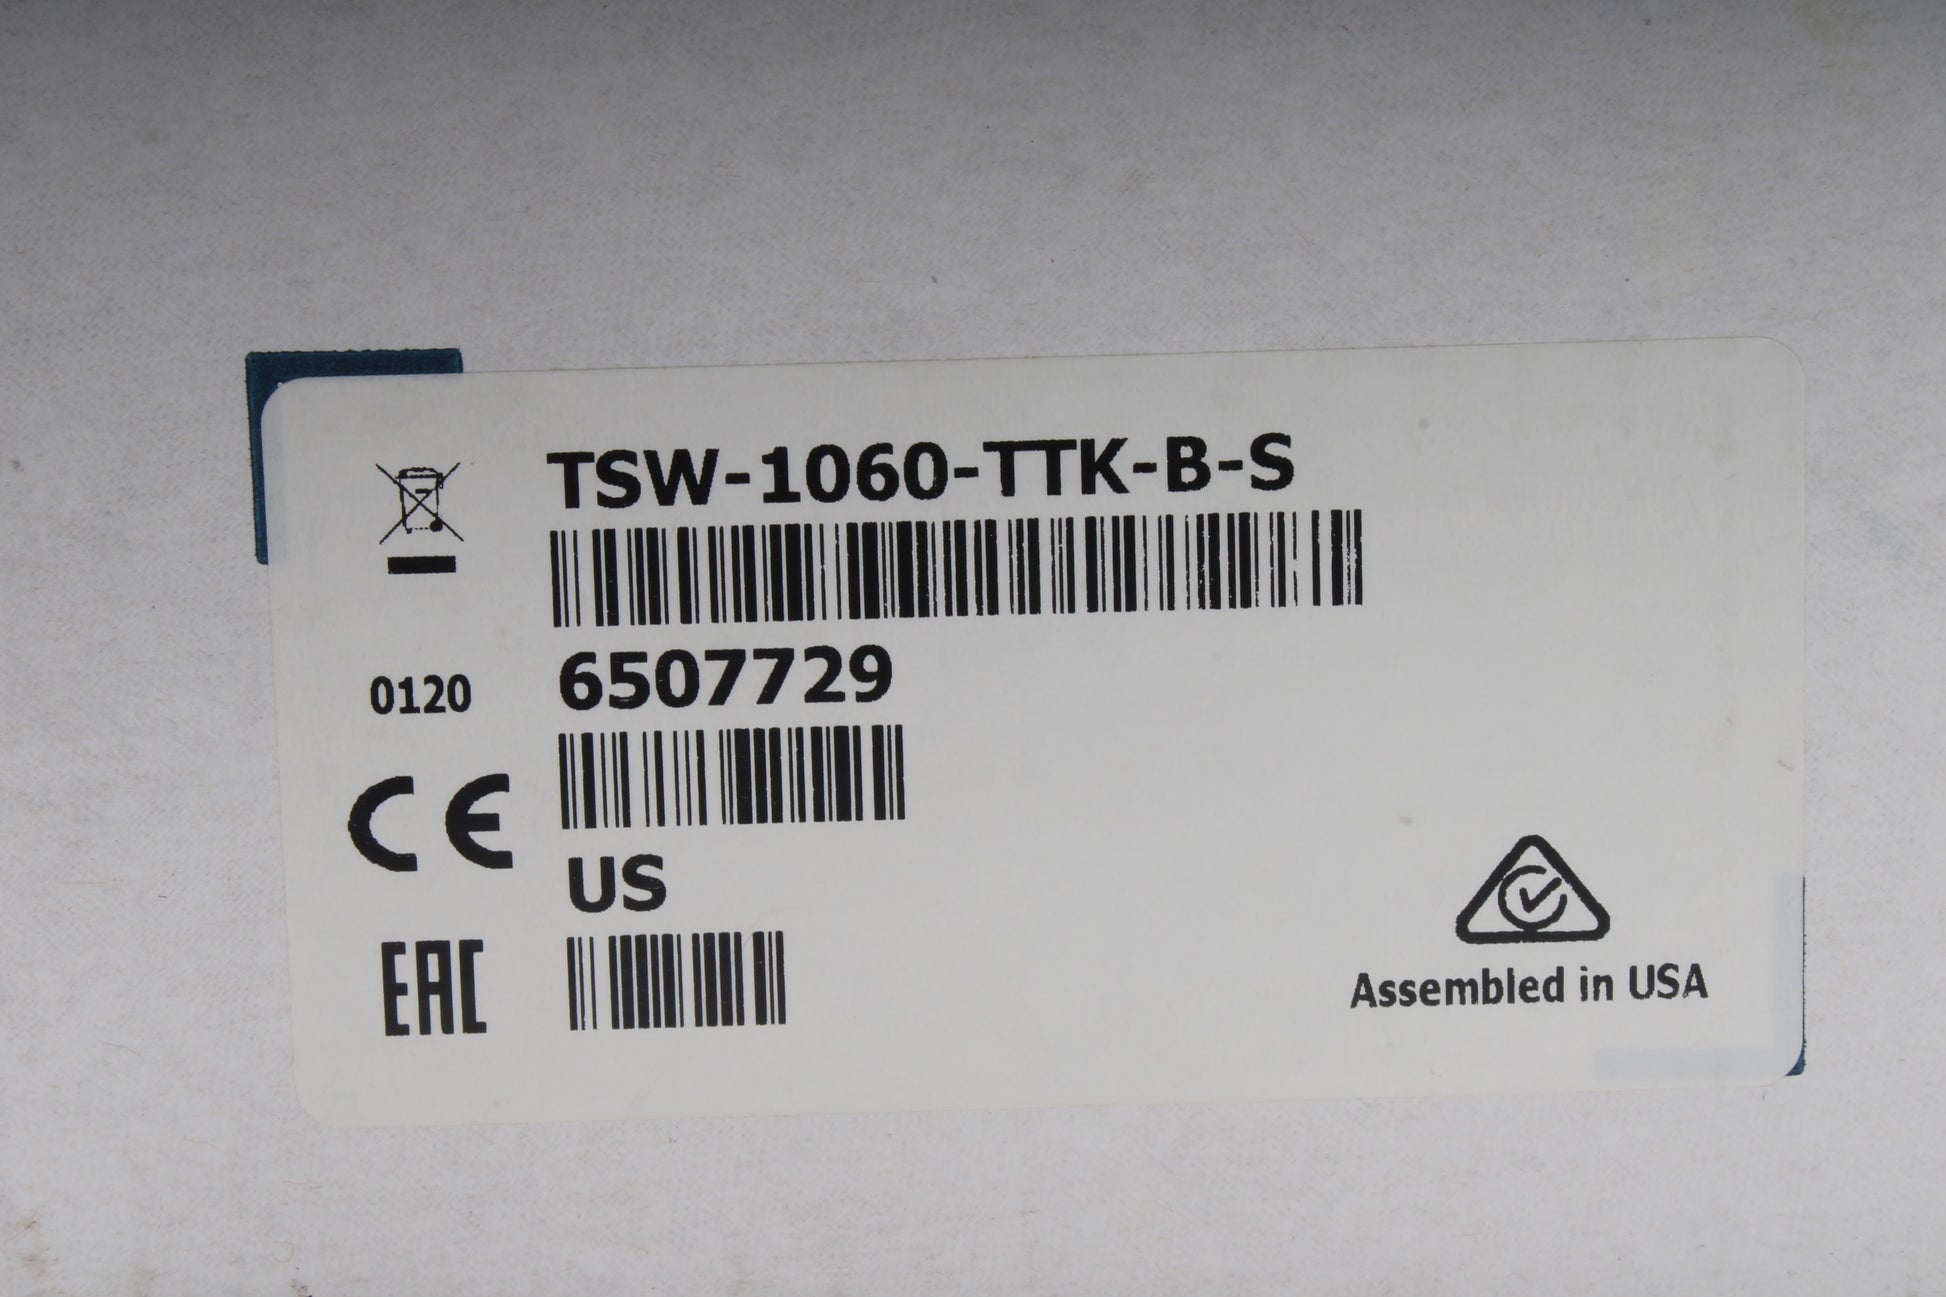 TSW-1060-TTK-B-S
0120
6507729
CE
US
EAC
Assembled in USA